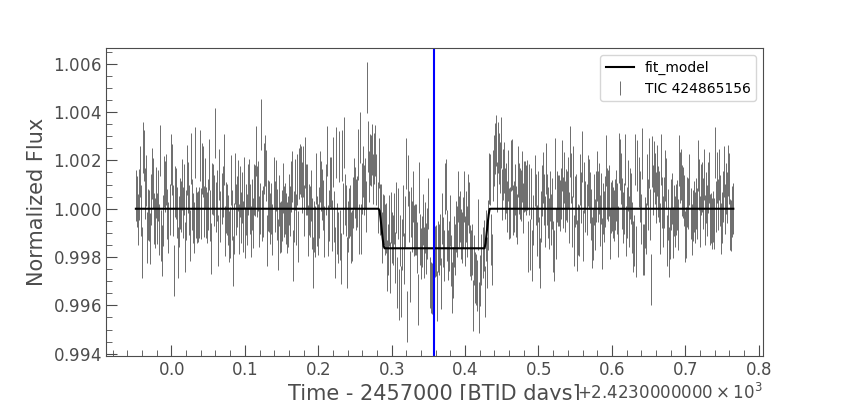 fit_model
TIC 424865156
1.006
1.004
1.002
1.000
0.998
0.996
0.994
Normalized Flux
0.0 0.1 0.2 0.3 0.4 0.5 0.6 0.7 0.8
Time - 2457000 [BTJD days]
+2.4230000000 × 10³